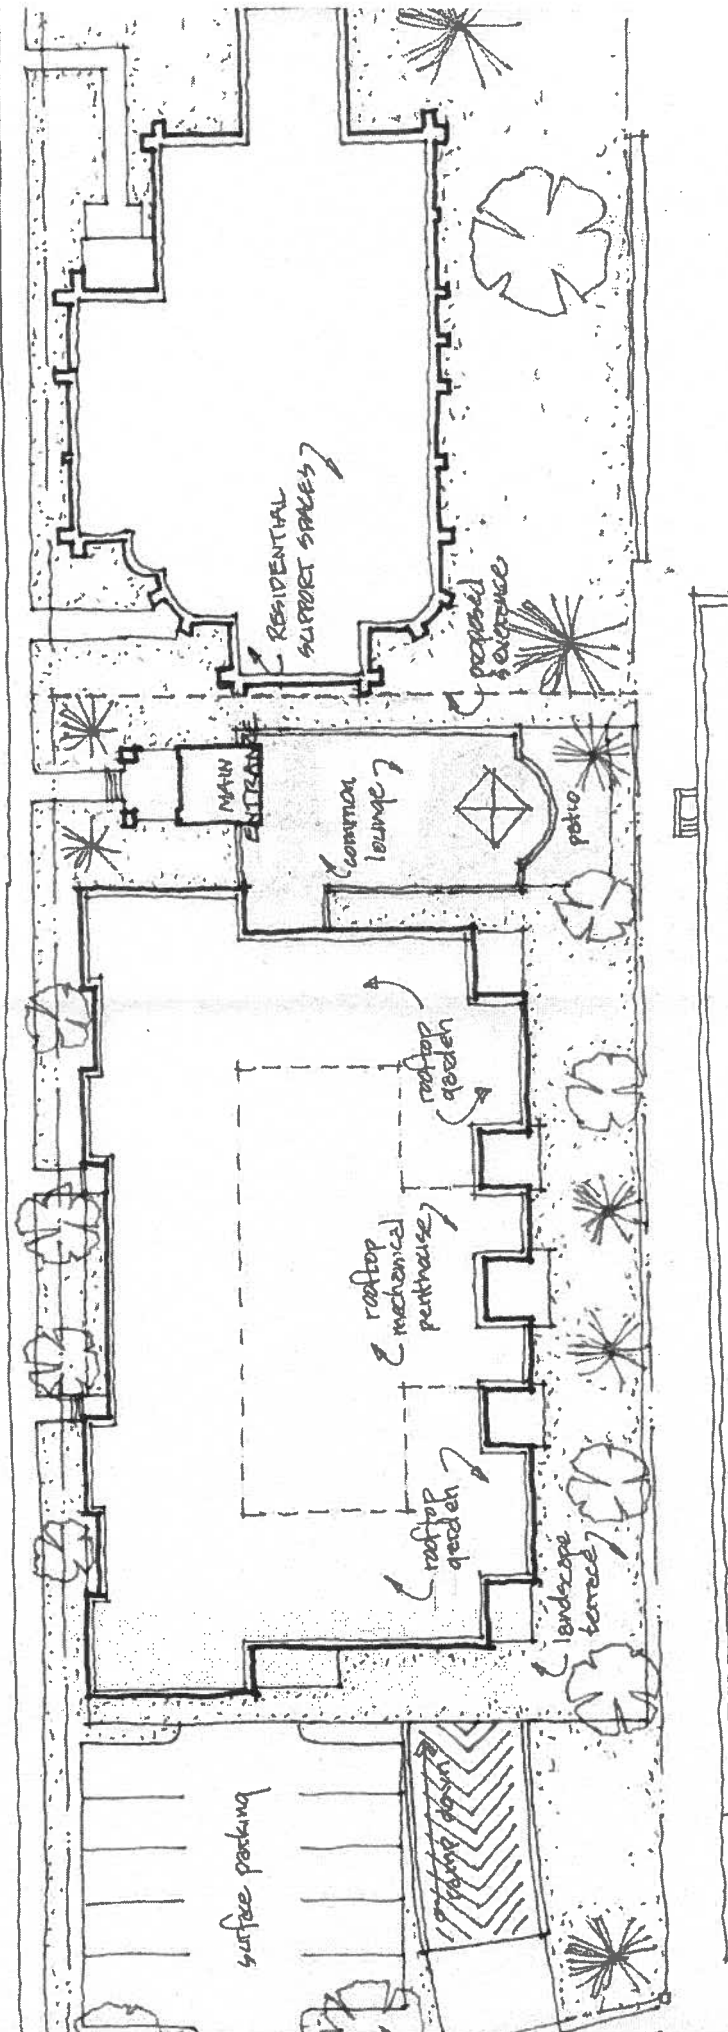 RESIDENTIAL
SUPPORT SPACES
proposed
severence
MAIN
ENTRANCE
common
lounge
patio
rooftop
garden
rooftop
mechanical
penthouse
rooftop
garden
landscape
terrace
surface parking
ramp down